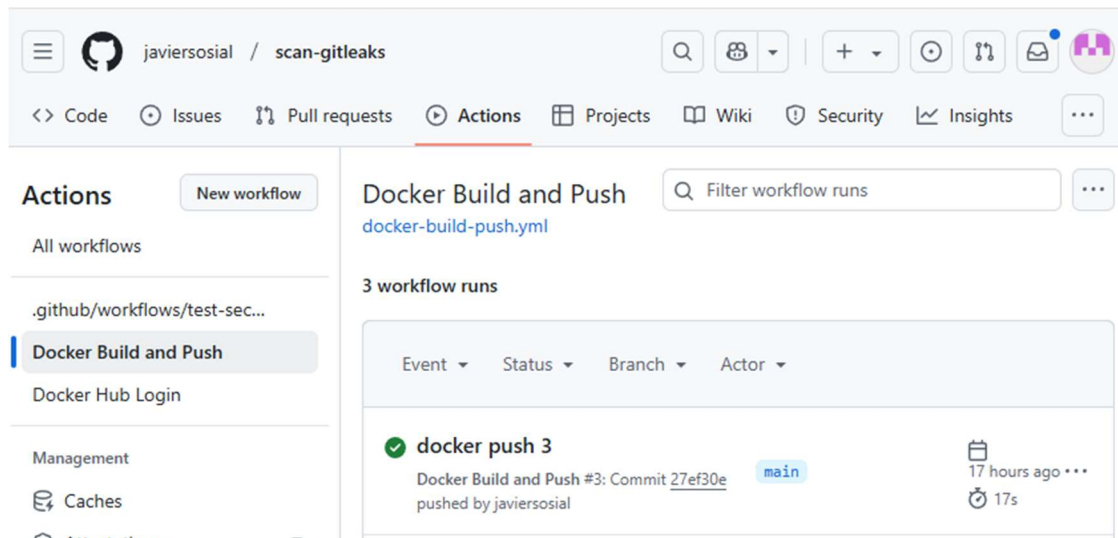 javiersosial / scan-gitleaks
Code Issues Pull requests Actions Projects Wiki Security Insights
Actions
New workflow
All workflows
.github/workflows/test-sec...
Docker Build and Push
Docker Hub Login
Management
Caches
Docker Build and Push
docker-build-push.yml
Filter workflow runs
3 workflow runs
Event Status Branch Actor
docker push 3
Docker Build and Push #3: Commit 27ef30e
pushed by javiersosial
main
17 hours ago
17s